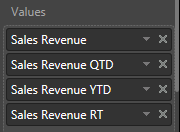 Values
Sales Revenue
Sales Revenue QTD
Sales Revenue YTD
Sales Revenue RT